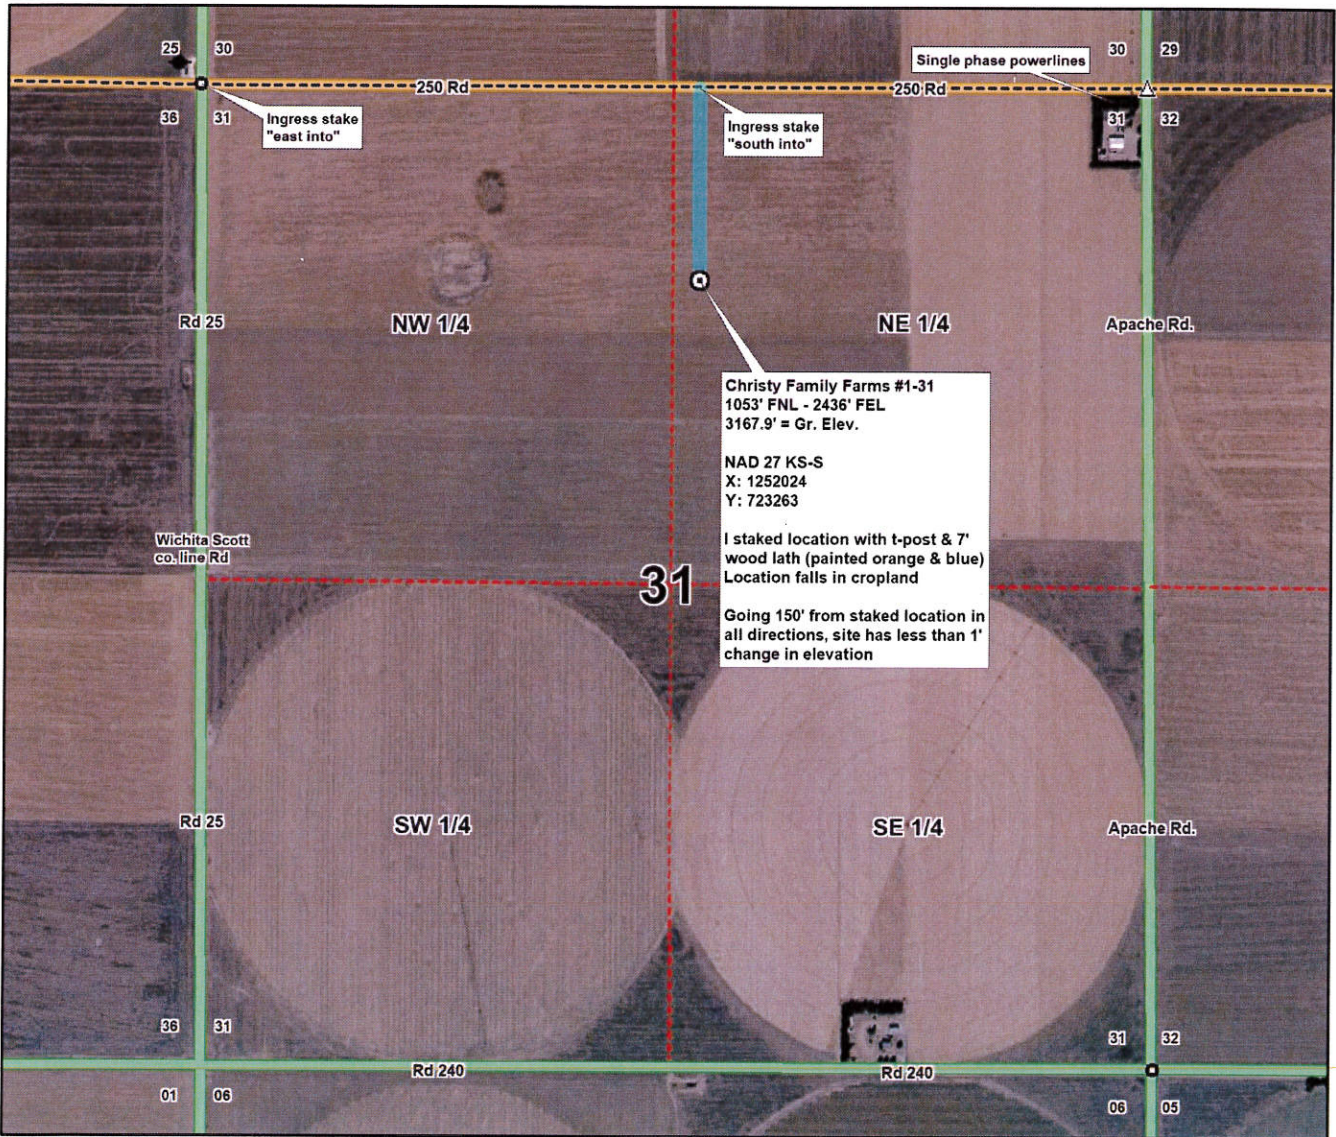 25 30
30 29
Single phase powerlines
250 Rd
250 Rd
36 31
31 32
Ingress stake
"east into"
Ingress stake
"south into"
Rd 25
NW 1/4
NE 1/4
Apache Rd.
Christy Family Farms #1-31
1053' FNL - 2436' FEL
3167.9' = Gr. Elev.
NAD 27 KS-S
X: 1252024
Y: 723263
I staked location with t-post & 7'
wood lath (painted orange & blue)
Location falls in cropland
Going 150' from staked location in
all directions, site has less than 1'
change in elevation
Wichita Scott
co. line Rd
31
Rd 25
SW 1/4
SE 1/4
Apache Rd.
36 31
31 32
Rd 240
Rd 240
01 06
06 05